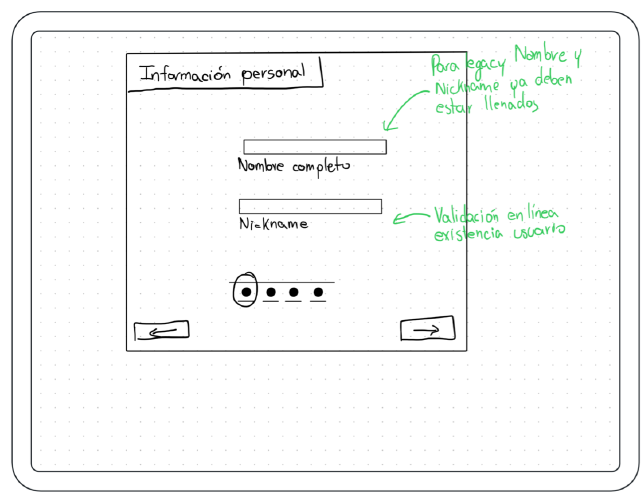 Información personal
Para legacy Nombre y
Nickname ya deben
estar llenados
Nombre completo
Nickname
Validación en línea
existencia usuario